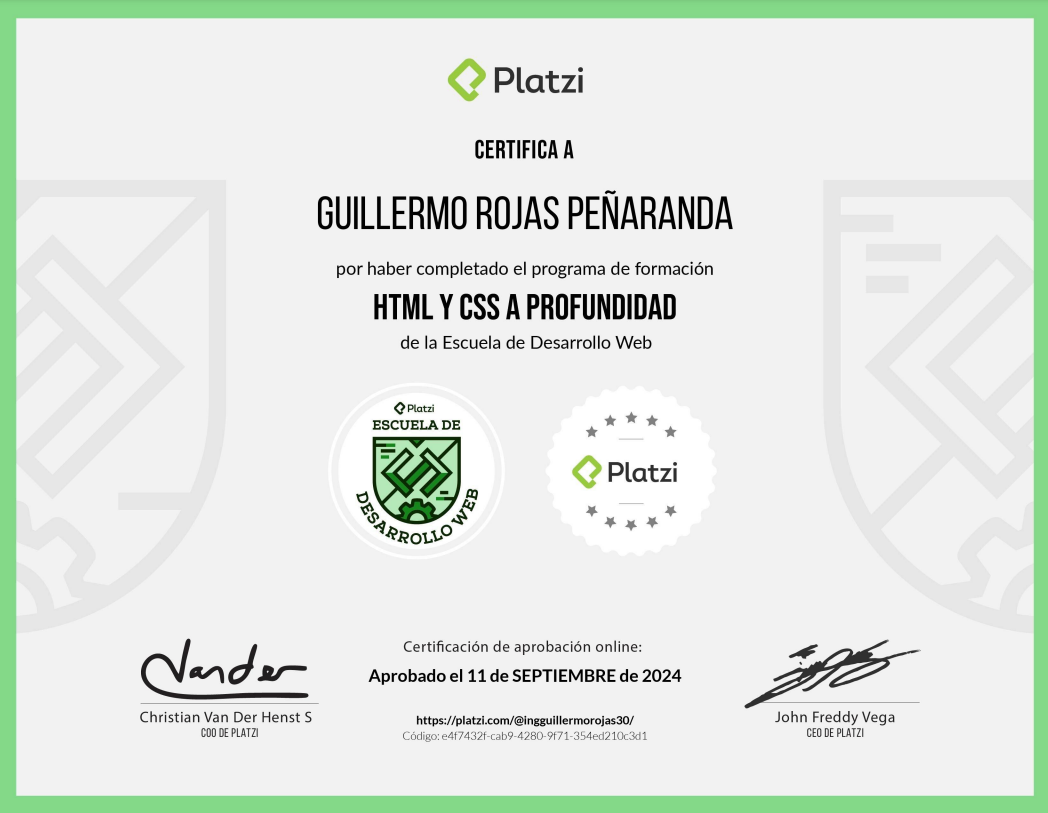 Platzi
CERTIFICA A
GUILLERMO ROJAS PEÑARANDA
por haber completado el programa de formación
HTML Y CSS A PROFUNDIDAD
de la Escuela de Desarrollo Web
Platzi
ESCUELA DE
DESARROLLO WEB
Platzi
Vander
Christian Van Der Henst S
COO DE PLATZI
Certificación de aprobación online:
Aprobado el 11 de SEPTIEMBRE de 2024
https://platzi.com/@ingguillermorojas30/
Código: e4f7432f-cab9-4280-9f71-354ed210c3d1
John Freddy Vega
CEO DE PLATZI